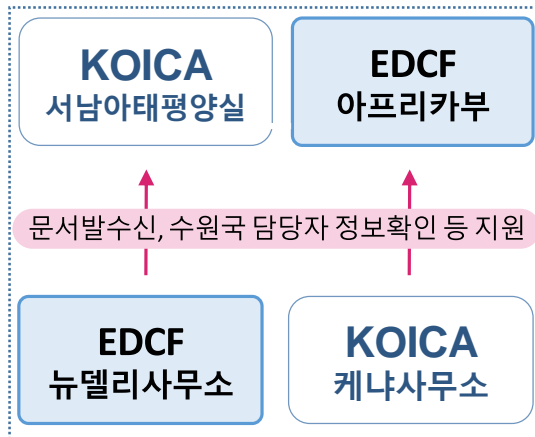 KOICA
서남아태평양실
EDCF
아프리카부
문서발수신, 수원국 담당자 정보확인 등 지원
EDCF
뉴델리사무소
KOICA
케냐사무소